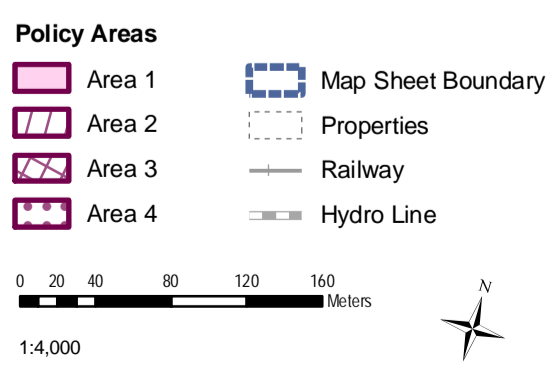 Policy Areas
Area 1
Area 2
Area 3
Area 4
Map Sheet Boundary
Properties
Railway
Hydro Line
0 20 40 80 120 160
Meters
N
1:4,000